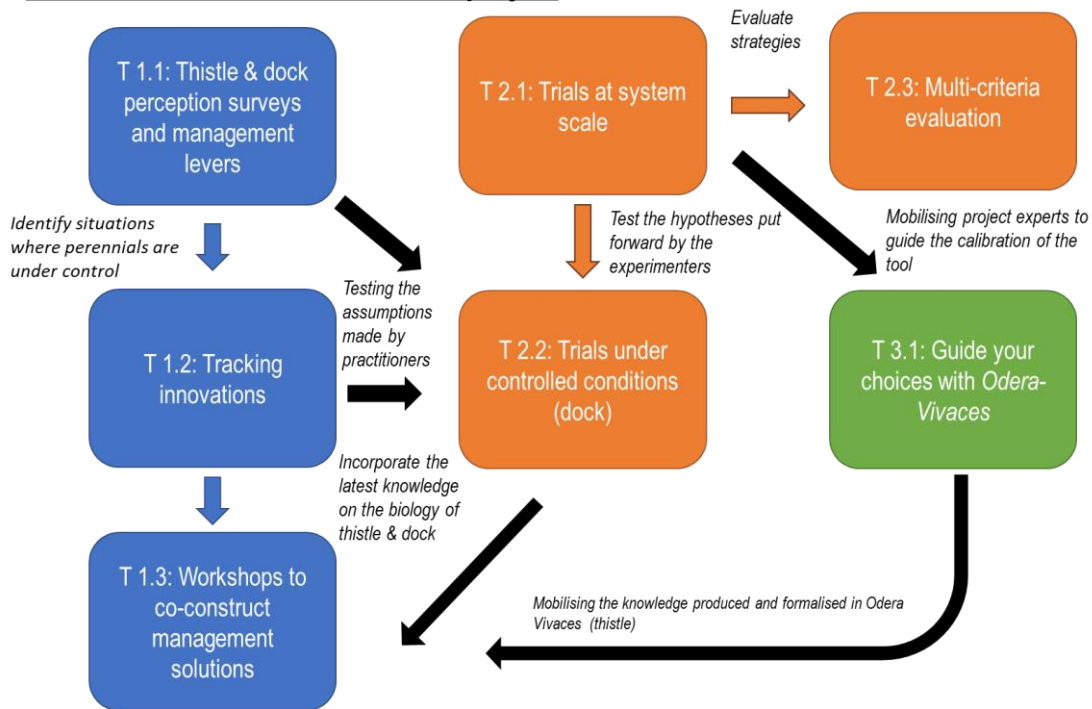 T 1.1: Thistle & dock
perception surveys
and management
levers
T 2.1: Trials at system
scale
Evaluate
strategies
T 2.3: Multi-criteria
evaluation
Identify situations
where perennials are
under control
Test the hypotheses put
forward by the
experimenters
Mobilising project experts to
guide the calibration of the
tool
Testing the
assumptions
made by
practitioners
T 1.2: Tracking
innovations
T 2.2: Trials under
controlled conditions
(dock)
T 3.1: Guide your
choices with Odera-
Vivaces
Incorporate the
latest knowledge
on the biology of
thistle & dock
T 1.3: Workshops to
co-construct
management
solutions
Mobilising the knowledge produced and formalised in Odera
Vivaces (thistle)